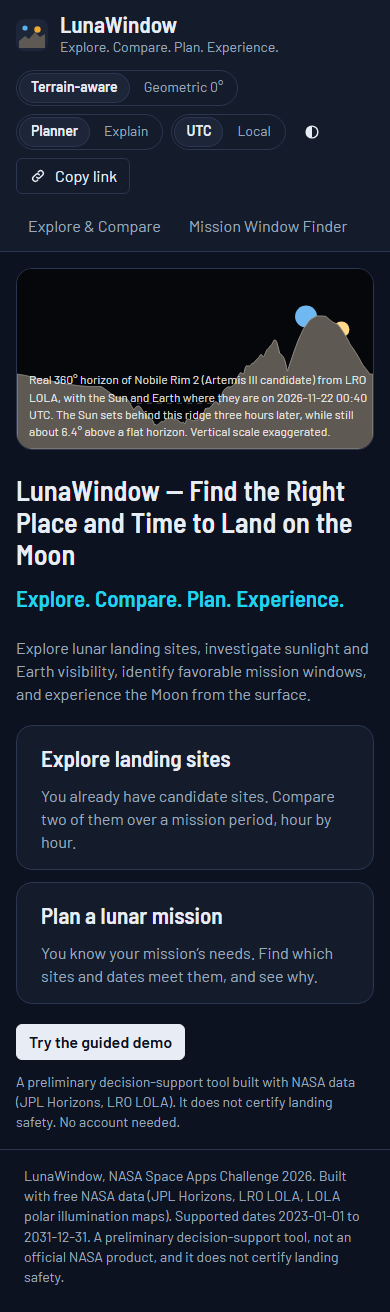 LunaWindow
Explore. Compare. Plan. Experience.
Terrain-aware
Geometric 0°
Planner
Explain
UTC
Local
Copy link
Explore & Compare
Mission Window Finder
Real 360° horizon of Nobile Rim 2 (Artemis III candidate) from LRO
LOLA, with the Sun and Earth where they are on 2026-11-22 00:40
UTC. The Sun sets behind this ridge three hours later, while still
about 6.4° above a flat horizon. Vertical scale exaggerated.
LunaWindow — Find the Right
Place and Time to Land on the
Moon
Explore. Compare. Plan. Experience.
Explore lunar landing sites, investigate sunlight and
Earth visibility, identify favorable mission windows,
and experience the Moon from the surface.
Explore landing sites
You already have candidate sites. Compare
two of them over a mission period, hour by
hour.
Plan a lunar mission
You know your mission’s needs. Find which
sites and dates meet them, and see why.
Try the guided demo
A preliminary decision-support tool built with NASA data
(JPL Horizons, LRO LOLA). It does not certify landing
safety. No account needed.
LunaWindow, NASA Space Apps Challenge 2026. Built
with free NASA data (JPL Horizons, LRO LOLA, LOLA
polar illumination maps). Supported dates 2023-01-01 to
2031-12-31. A preliminary decision-support tool, not an
official NASA product, and it does not certify landing
safety.